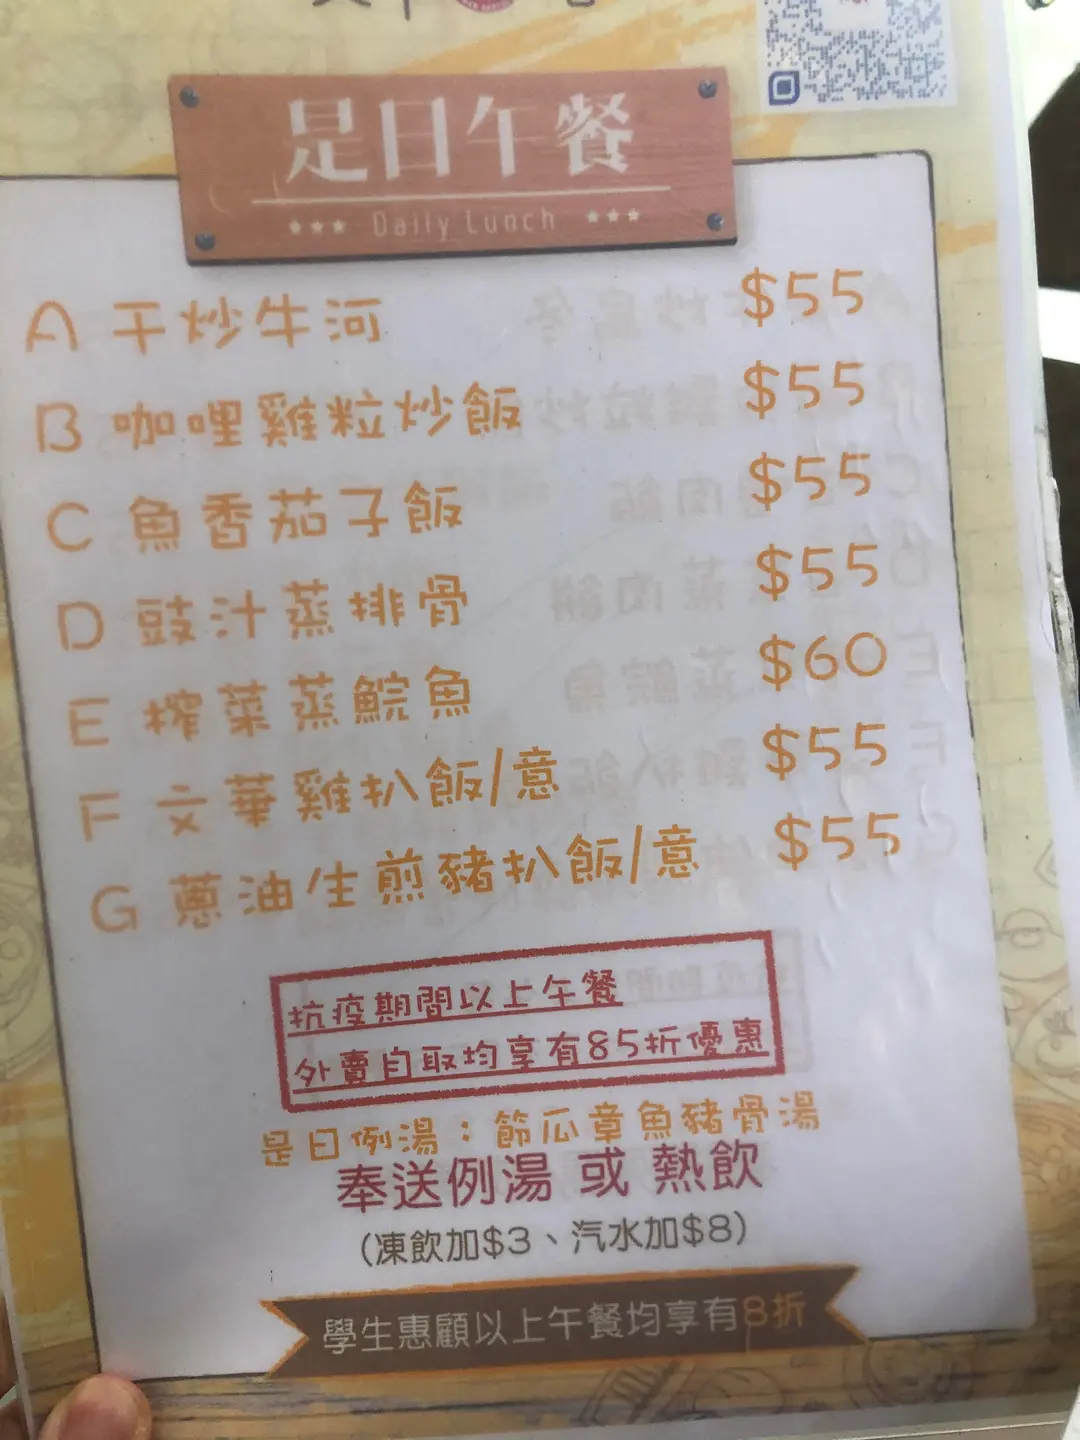 是日午餐
*** Daily Lunch ***
A 干炒牛河 $55
B 咖哩雞粒炒飯 $55
C 魚香茄子飯 $55
D 豉汁蒸排骨 $55
E 榨菜蒸鯇魚 $60
F 文華雞扒飯/意 $55
G 蔥油生煎豬扒飯/意 $55
抗疫期間以上午餐
外賣自取均享有85折優惠
是日例湯：節瓜章魚豬骨湯
奉送例湯 或 熱飲
(凍飲加$3、汽水加$8)
學生惠顧以上午餐均享有8折